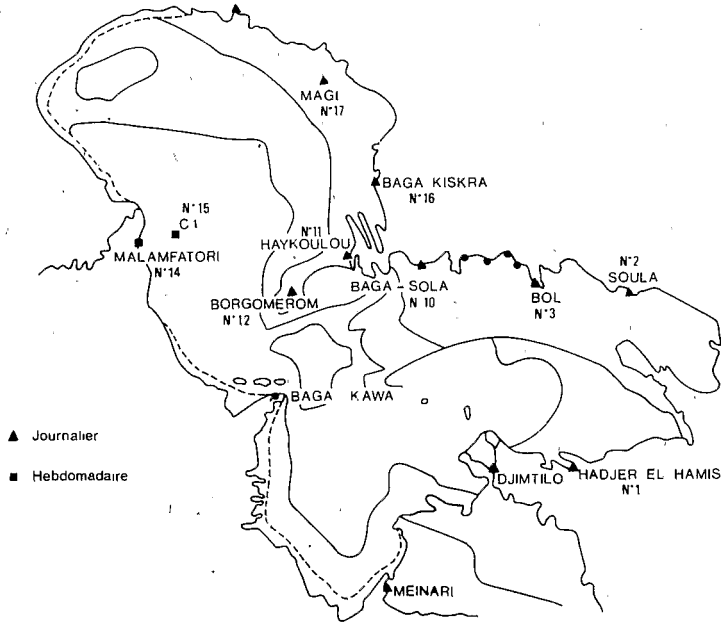 MAGI
N°17
BAGA KISKRA
N°16
N°15
C1
MALAMFATORI
N°14
N°11
HAYKOULOU
BORGOMEROM
N°12
BAGA - SOLA
N 10
N°2
SOULA
BOL
N°3
BAGA KAWA
▲ Journalier
■ Hebdomadaire
DJIMTILO
HADJER EL HAMIS
N°1
MEINARI